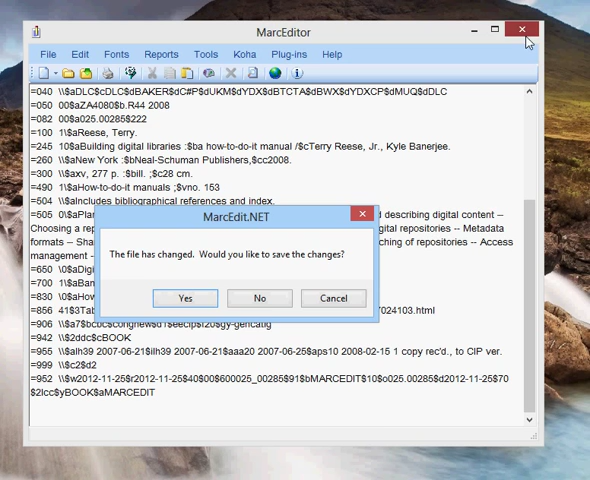 MarcEditor
File Edit Fonts Reports Tools Koha Plug-ins Help
=040 \\$aDLC$cDLC$dBAKER$dC#P$dUKM$dYDX$dBTCTA$dBWX$dYDXCP$dMUQ$dDLC
=050 00$aZA4080$b.R44 2008
=082 00$a025.00285$222
=100 1\$aReese, Terry.
=245 10$aBuilding digital libraries :$ba how-to-do-it manual /$cTerry Reese, Jr., Kyle Banerjee.
=260 \\$aNew York :$bNeal-Schuman Publishers,$cc2008.
=300 \\$axv, 277 p. :$bill. ;$c28 cm.
=490 1\$aHow-to-do-it manuals ;$vno. 153
=504 \\$aIncludes bibliographical references and index.
=505 0\$aPlan d describing digital content --
Choosing a rep gital repositories -- Metadata
formats -- Sha ching of repositories -- Access
management --
=650 \0$aDigi
=700 1\$aBan
=830 \0$aHow
=856 41$3Tab 7024103.html
=906
=942 \\$2ddc$cBOOK
=955 \\$alh39 2007-06-21$ilh39 2007-06-21$aaa20 2007-06-25$aps10 2008-02-15 1 copy rec'd., to CIP ver.
=999 \\$c2$d2
=952 \\$w2012-11-25$r2012-11-25$40$00$600025_00285$91$bMARCEDIT$10$o025.00285$d2012-11-25$70
$2lcc$yBOOK$aMARCEDIT
MarcEdit.NET
The file has changed. Would you like to save the changes?
Yes No Cancel